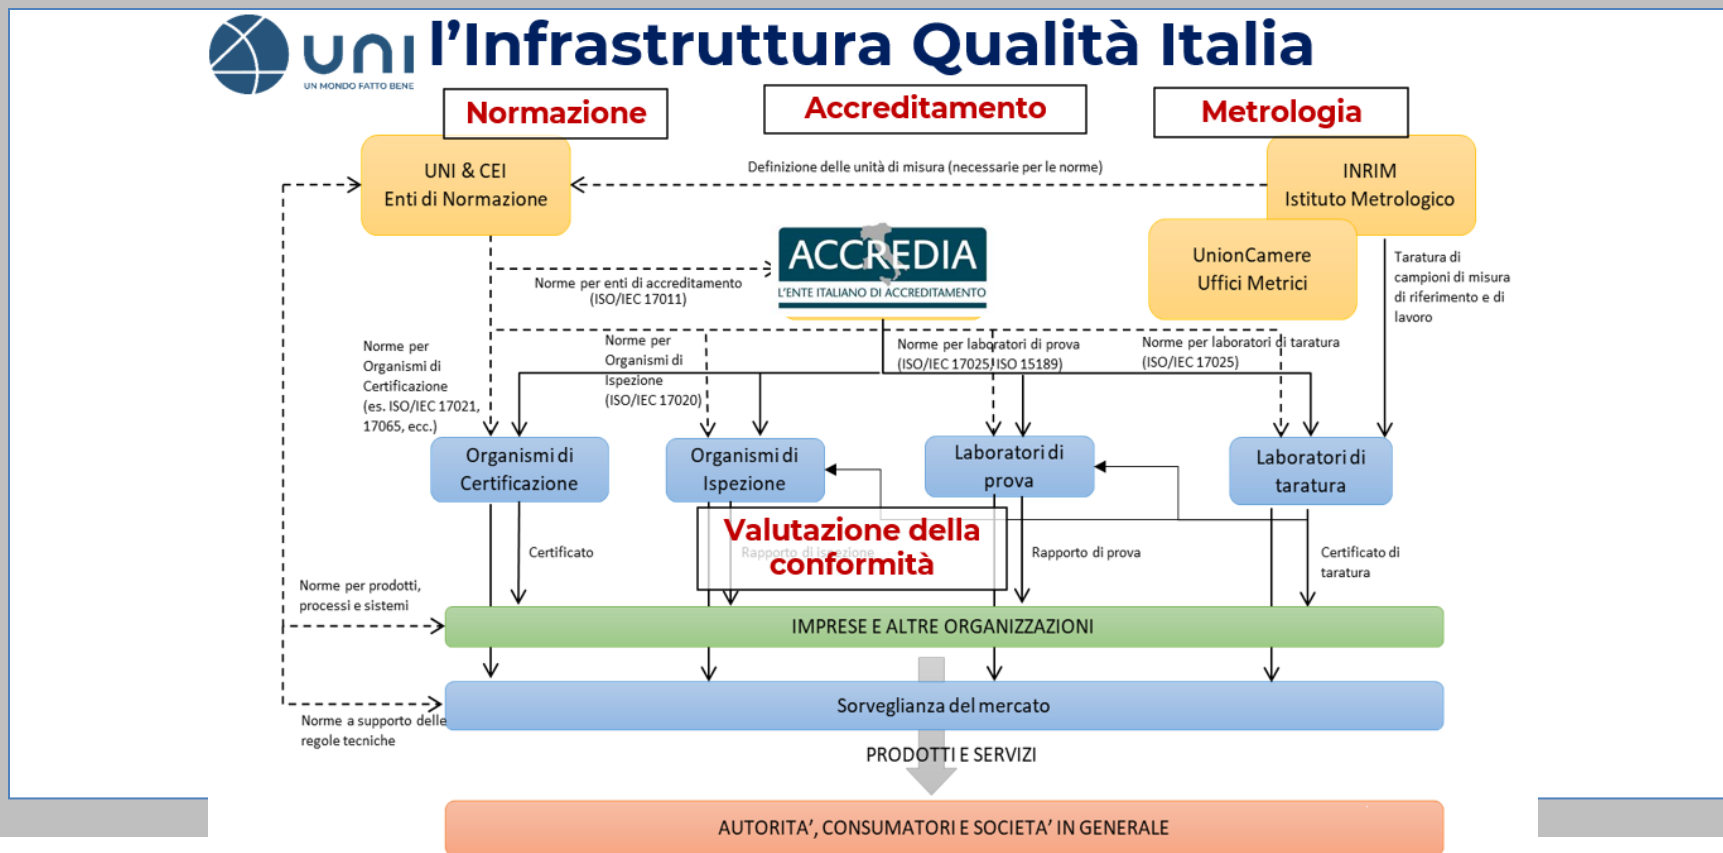 UNI
UN MONDO FATTO BENE
l’Infrastruttura Qualità Italia
Normazione
Accreditamento
Metrologia
UNI & CEI
Enti di Normazione
Definizione delle unità di misura (necessarie per le norme)
INRIM
Istituto Metrologico
ACCREDIA
L’ENTE ITALIANO DI ACCREDITAMENTO
UnionCamere
Uffici Metrici
Taratura di
campioni di misura
di riferimento e di
lavoro
Norme per enti di accreditamento
(ISO/IEC 17011)
Norme per
Organismi di
Certificazione
(es. ISO/IEC 17021,
17065, ecc.)
Norme per
Organismi di
Ispezione
(ISO/IEC 17020)
Norme per laboratori di prova
(ISO/IEC 17025, ISO 15189)
Norme per laboratori di taratura
(ISO/IEC 17025)
Organismi di
Certificazione
Organismi di
Ispezione
Laboratori di
prova
Laboratori di
taratura
Certificato
Rapporto di ispezione
Valutazione della
conformità
Rapporto di prova
Certificato di
taratura
Norme per prodotti,
processi e sistemi
IMPRESE E ALTRE ORGANIZZAZIONI
Sorveglianza del mercato
Norme a supporto delle
regole tecniche
PRODOTTI E SERVIZI
AUTORITA’, CONSUMATORI E SOCIETA’ IN GENERALE